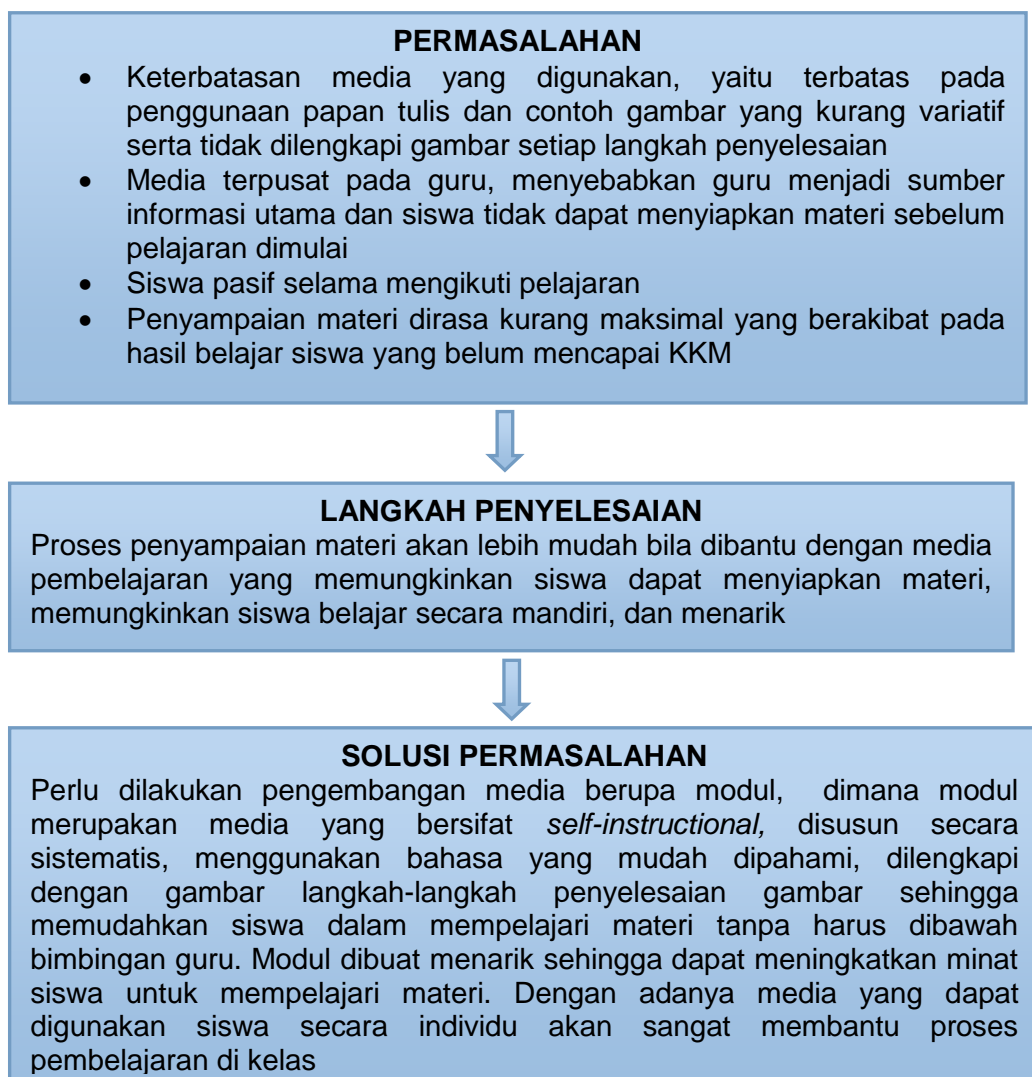 PERMASALAHAN
• Keterbatasan media yang digunakan, yaitu terbatas pada
penggunaan papan tulis dan contoh gambar yang kurang variatif
serta tidak dilengkapi gambar setiap langkah penyelesaian
• Media terpusat pada guru, menyebabkan guru menjadi sumber
informasi utama dan siswa tidak dapat menyiapkan materi sebelum
pelajaran dimulai
• Siswa pasif selama mengikuti pelajaran
• Penyampaian materi dirasa kurang maksimal yang berakibat pada
hasil belajar siswa yang belum mencapai KKM
LANGKAH PENYELESAIAN
Proses penyampaian materi akan lebih mudah bila dibantu dengan media
pembelajaran yang memungkinkan siswa dapat menyiapkan materi,
memungkinkan siswa belajar secara mandiri, dan menarik
SOLUSI PERMASALAHAN
Perlu dilakukan pengembangan media berupa modul, dimana modul
merupakan media yang bersifat self-instructional, disusun secara
sistematis, menggunakan bahasa yang mudah dipahami, dilengkapi
dengan gambar langkah-langkah penyelesaian gambar sehingga
memudahkan siswa dalam mempelajari materi tanpa harus dibawah
bimbingan guru. Modul dibuat menarik sehingga dapat meningkatkan minat
siswa untuk mempelajari materi. Dengan adanya media yang dapat
digunakan siswa secara individu akan sangat membantu proses
pembelajaran di kelas